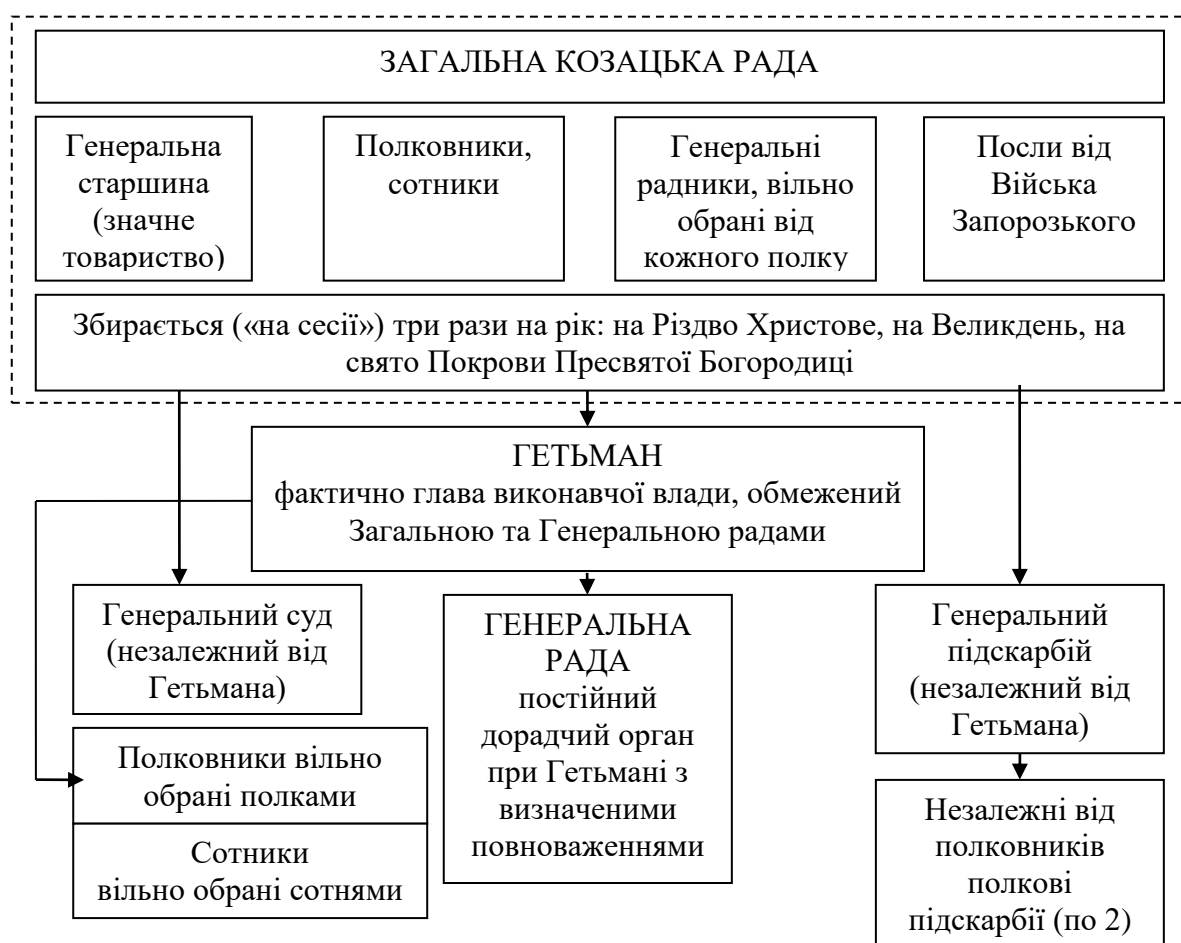 ЗАГАЛЬНА КОЗАЦЬКА РАДА
Генеральна
старшина
(значне
товариство)
Полковники,
сотники
Генеральні
радники, вільно
обрані від
кожного полку
Посли від
Війська
Запорозького
Збирається («на сесії») три рази на рік: на Різдво Христове, на Великдень, на
свято Покрови Пресвятої Богородиці
ГЕТЬМАН
фактично глава виконавчої влади, обмежений
Загальною та Генеральною радами
Генеральний суд
(незалежний від
Гетьмана)
Полковники вільно
обрані полками
Сотники
вільно обрані сотнями
ГЕНЕРАЛЬНА
РАДА
постійний
дорадчий орган
при Гетьмані з
визначеними
повноваженнями
Генеральний
підскарбій
(незалежний від
Гетьмана)
Незалежні від
полковників
полкові
підскарбії (по 2)